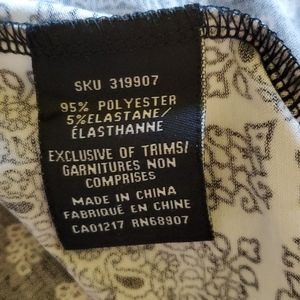 SKU 319907
95% POLYESTER
5%ELASTANE/
ÉLASTHANNE
EXCLUSIVE OF TRIMS/
GARNITURES NON
COMPRISES
MADE IN CHINA
FABRIQUÉ EN CHINE
CA01217 RN68907